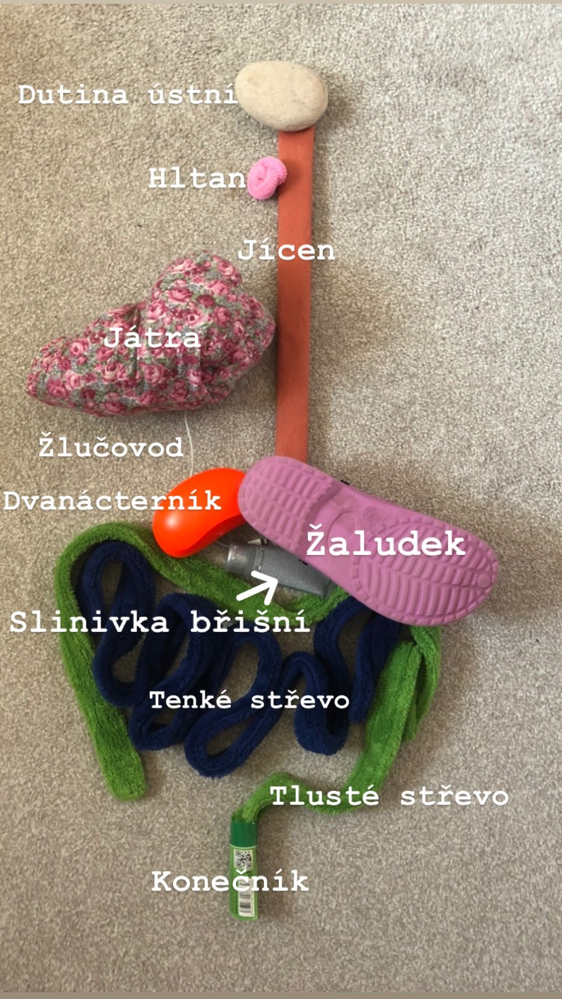 Dutina ústní
Hltan
Jícen
Játra
Žlučovod
Dvanácterník
Žaludek
Slinivka břišní
Tenké střevo
Tlusté střevo
Konečník